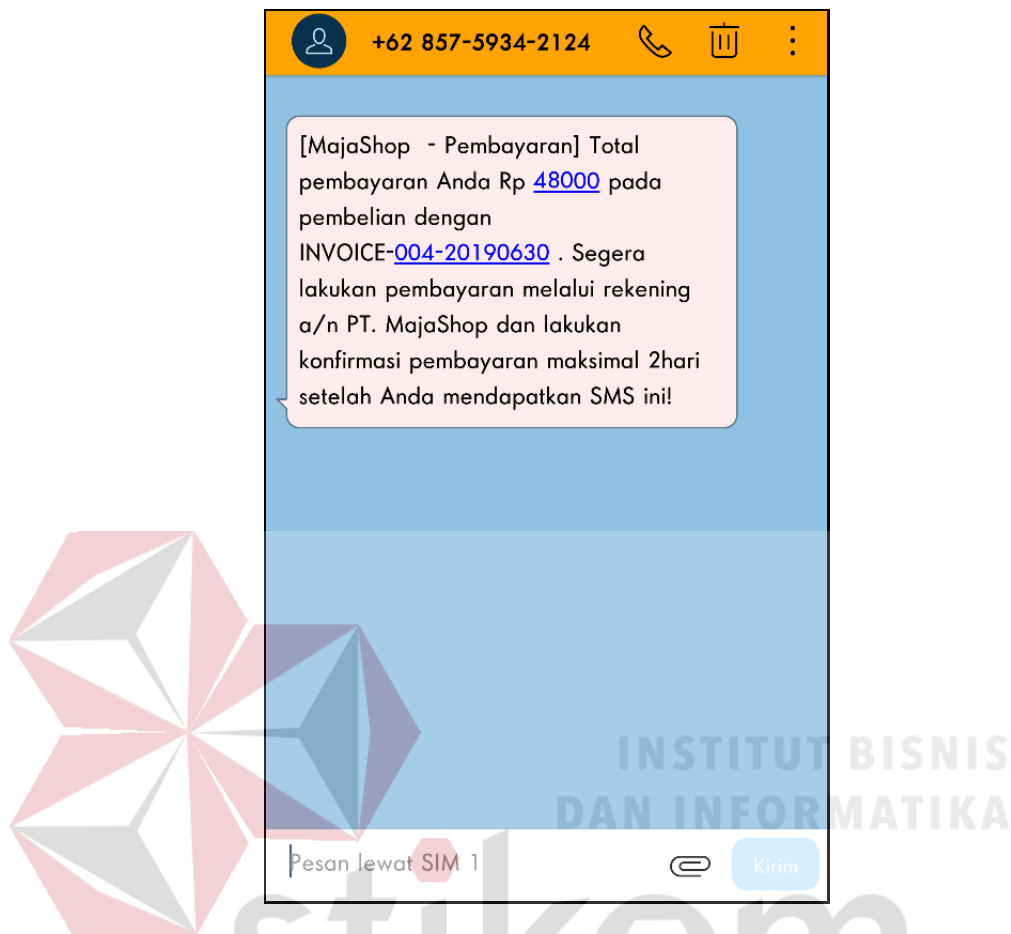 +62 857-5934-2124
[MajaShop - Pembayaran] Total
pembayaran Anda Rp 48000 pada
pembelian dengan
INVOICE-004-20190630 . Segera
lakukan pembayaran melalui rekening
a/n PT. MajaShop dan lakukan
konfirmasi pembayaran maksimal 2hari
setelah Anda mendapatkan SMS ini!
INSTITUT BISNIS
DAN INFORMATIKA
Pesan lewat SIM 1
Kirim
stikom